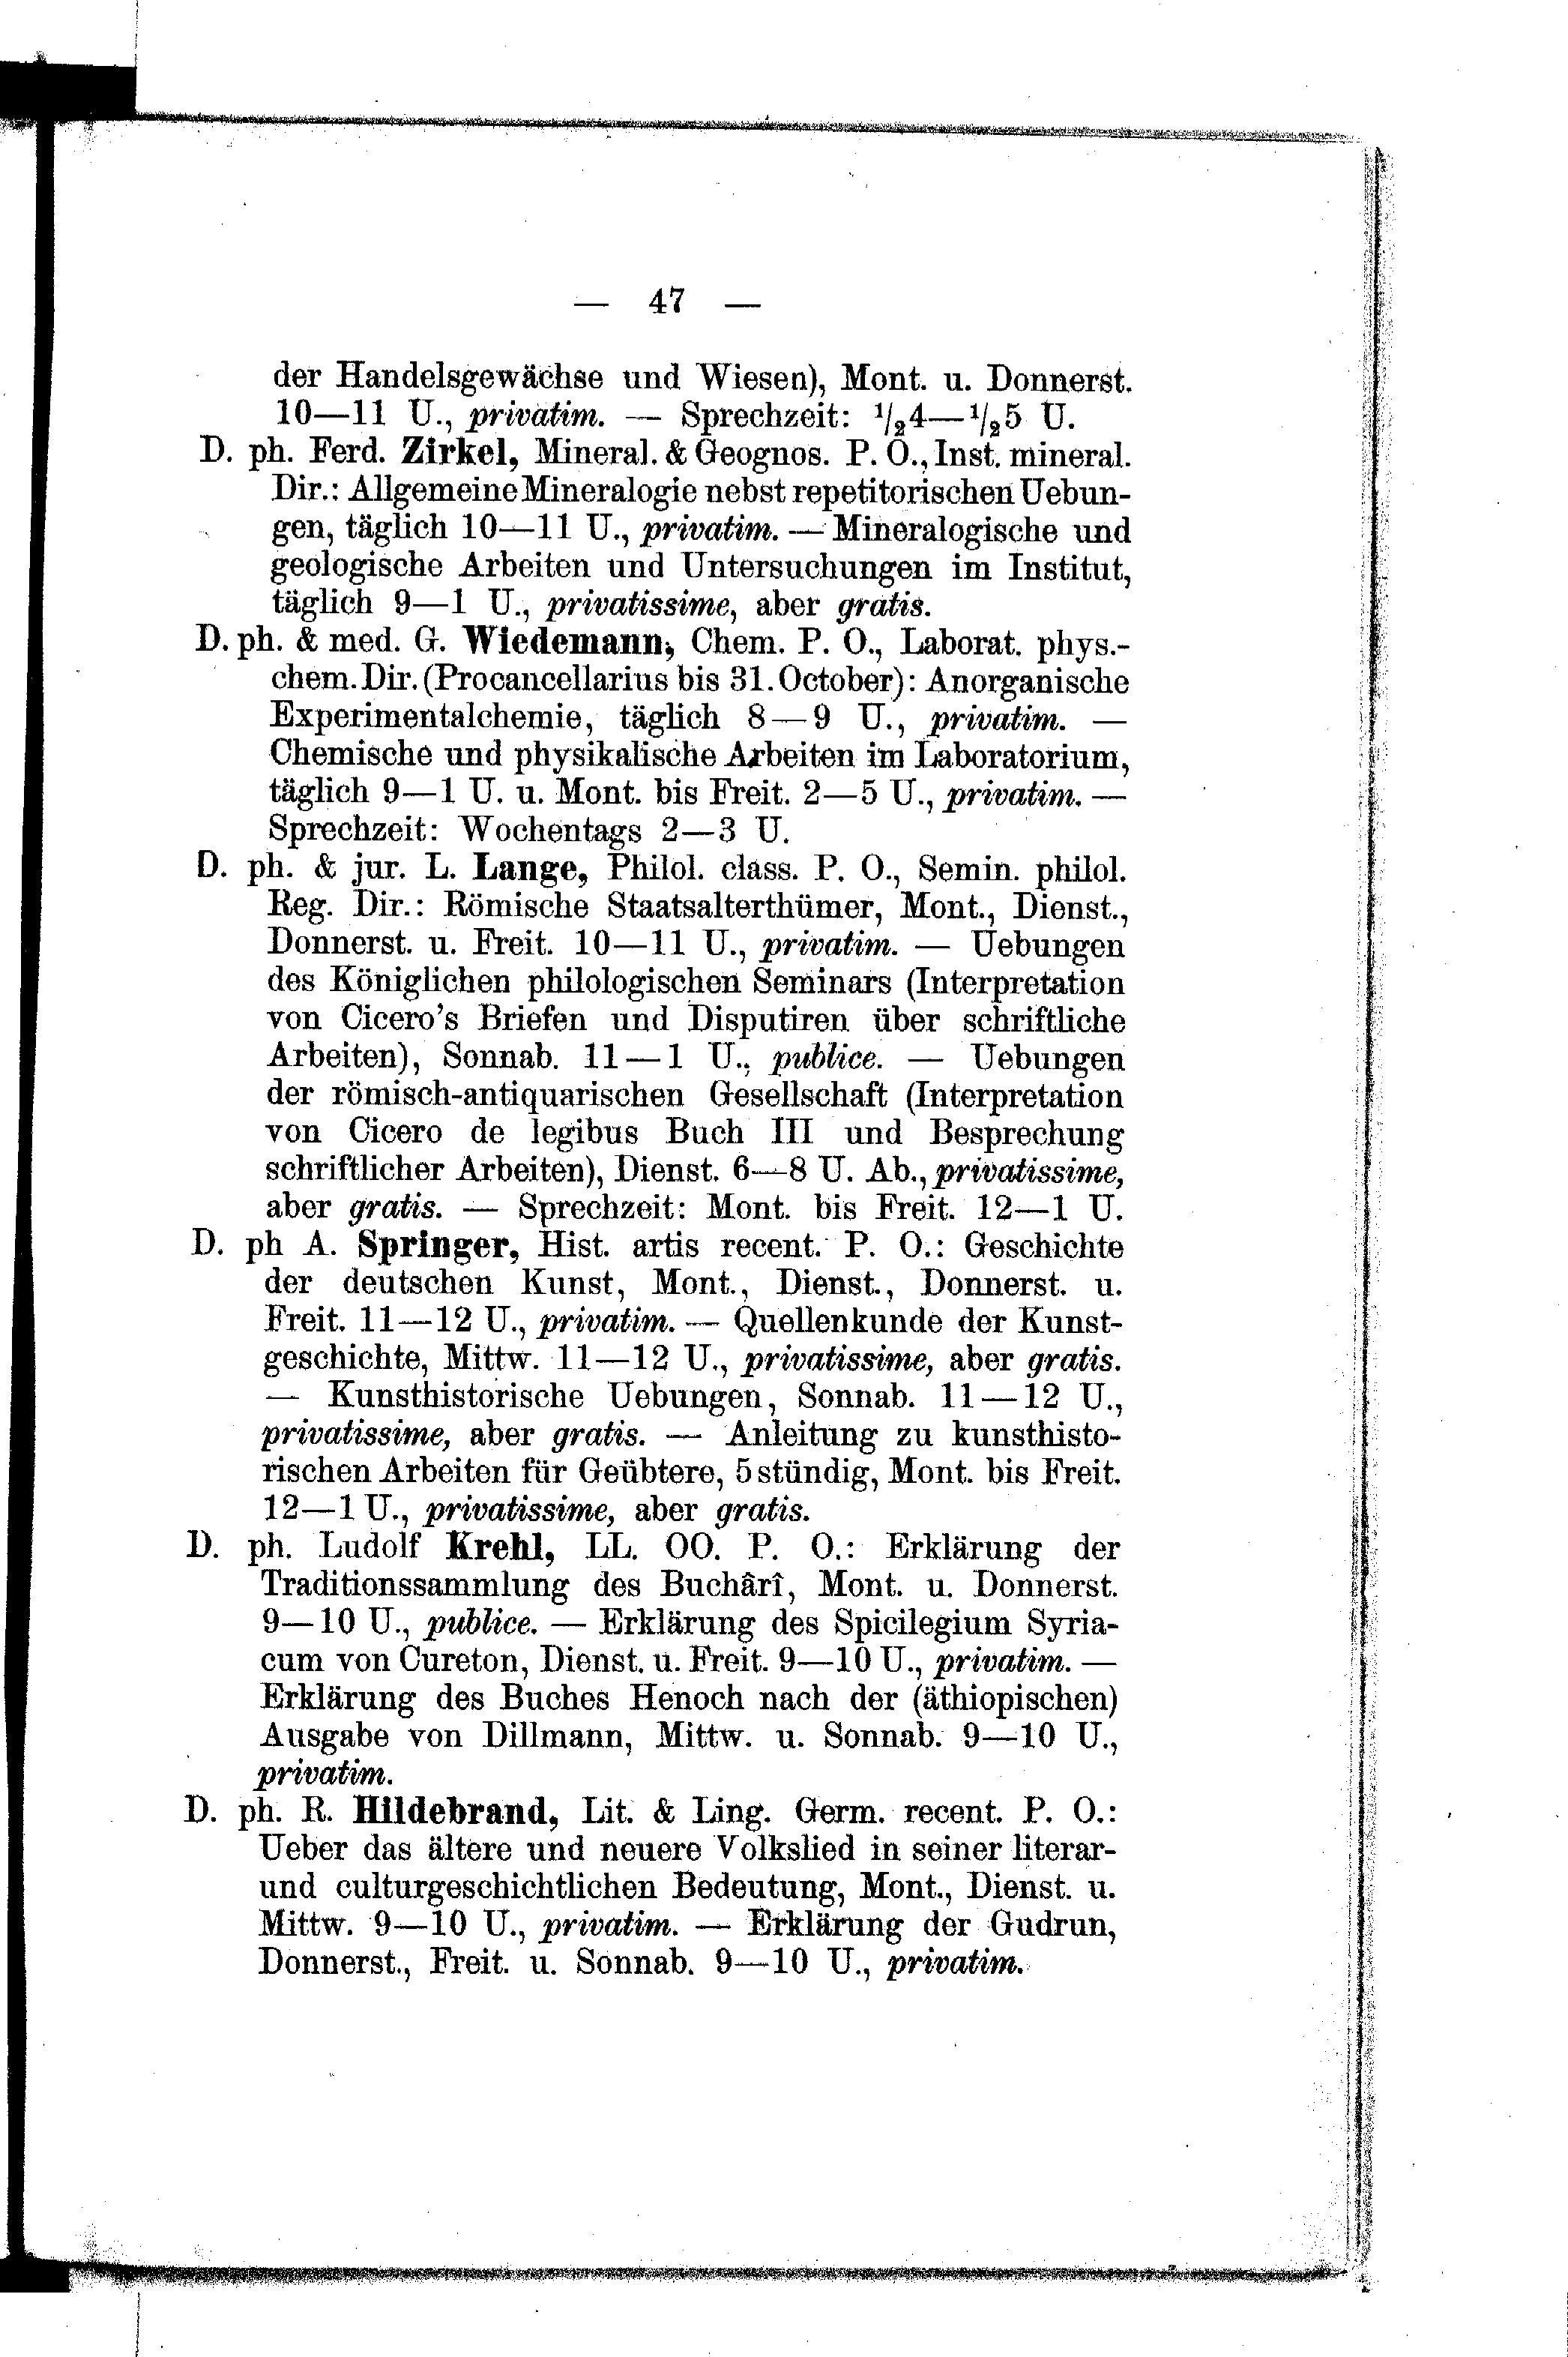 — 47 —
der Handelsgewächse und Wiesen), Mont. u. Donnerst.
10—11 U., privatim. — Sprechzeit: 1/24—1/25 U.
D. ph. Ferd. Zirkel, Mineral. & Geognos. P. O., Inst. mineral.
Dir.: Allgemeine Mineralogie nebst repetitorischen Uebun-
gen, täglich 10—11 U., privatim. — Mineralogische und
geologische Arbeiten und Untersuchungen im Institut,
täglich 9—1 U., privatissime, aber gratis.
D. ph. & med. G. Wiedemann, Chem. P. O., Laborat. phys.-
chem. Dir. (Procancellarius bis 31. October): Anorganische
Experimentalchemie, täglich 8—9 U., privatim. —
Chemische und physikalische Arbeiten im Laboratorium,
täglich 9—1 U. u. Mont. bis Freit. 2—5 U., privatim. —
Sprechzeit: Wochentags 2—3 U.
D. ph. & jur. L. Lange, Philol. class. P. O., Semin. philol.
Reg. Dir.: Römische Staatsalterthümer, Mont., Dienst.,
Donnerst. u. Freit. 10—11 U., privatim. — Uebungen
des Königlichen philologischen Seminars (Interpretation
von Cicero's Briefen und Disputiren über schriftliche
Arbeiten), Sonnab. 11—1 U., publice. — Uebungen
der römisch-antiquarischen Gesellschaft (Interpretation
von Cicero de legibus Buch III und Besprechung
schriftlicher Arbeiten), Dienst. 6—8 U. Ab., privatissime,
aber gratis. — Sprechzeit: Mont. bis Freit. 12—1 U.
D. ph A. Springer, Hist. artis recent. P. O.: Geschichte
der deutschen Kunst, Mont., Dienst., Donnerst. u.
Freit. 11—12 U., privatim. — Quellenkunde der Kunst-
geschichte, Mittw. 11—12 U., privatissime, aber gratis.
— Kunsthistorische Uebungen, Sonnab. 11—12 U.,
privatissime, aber gratis. — Anleitung zu kunsthisto-
rischen Arbeiten für Geübtere, 5 stündig, Mont. bis Freit.
12—1 U., privatissime, aber gratis.
D. ph. Ludolf Krehl, LL. OO. P. O.: Erklärung der
Traditionssammlung des Buchârî, Mont. u. Donnerst.
9—10 U., publice. — Erklärung des Spicilegium Syria-
cum von Cureton, Dienst. u. Freit. 9—10 U., privatim. —
Erklärung des Buches Henoch nach der (äthiopischen)
Ausgabe von Dillmann, Mittw. u. Sonnab. 9—10 U.,
privatim.
D. ph. R. Hildebrand, Lit. & Ling. Germ. recent. P. O.:
Ueber das ältere und neuere Volkslied in seiner literar-
und culturgeschichtlichen Bedeutung, Mont., Dienst. u.
Mittw. 9—10 U., privatim. — Erklärung der Gudrun,
Donnerst., Freit. u. Sonnab. 9—10 U., privatim.